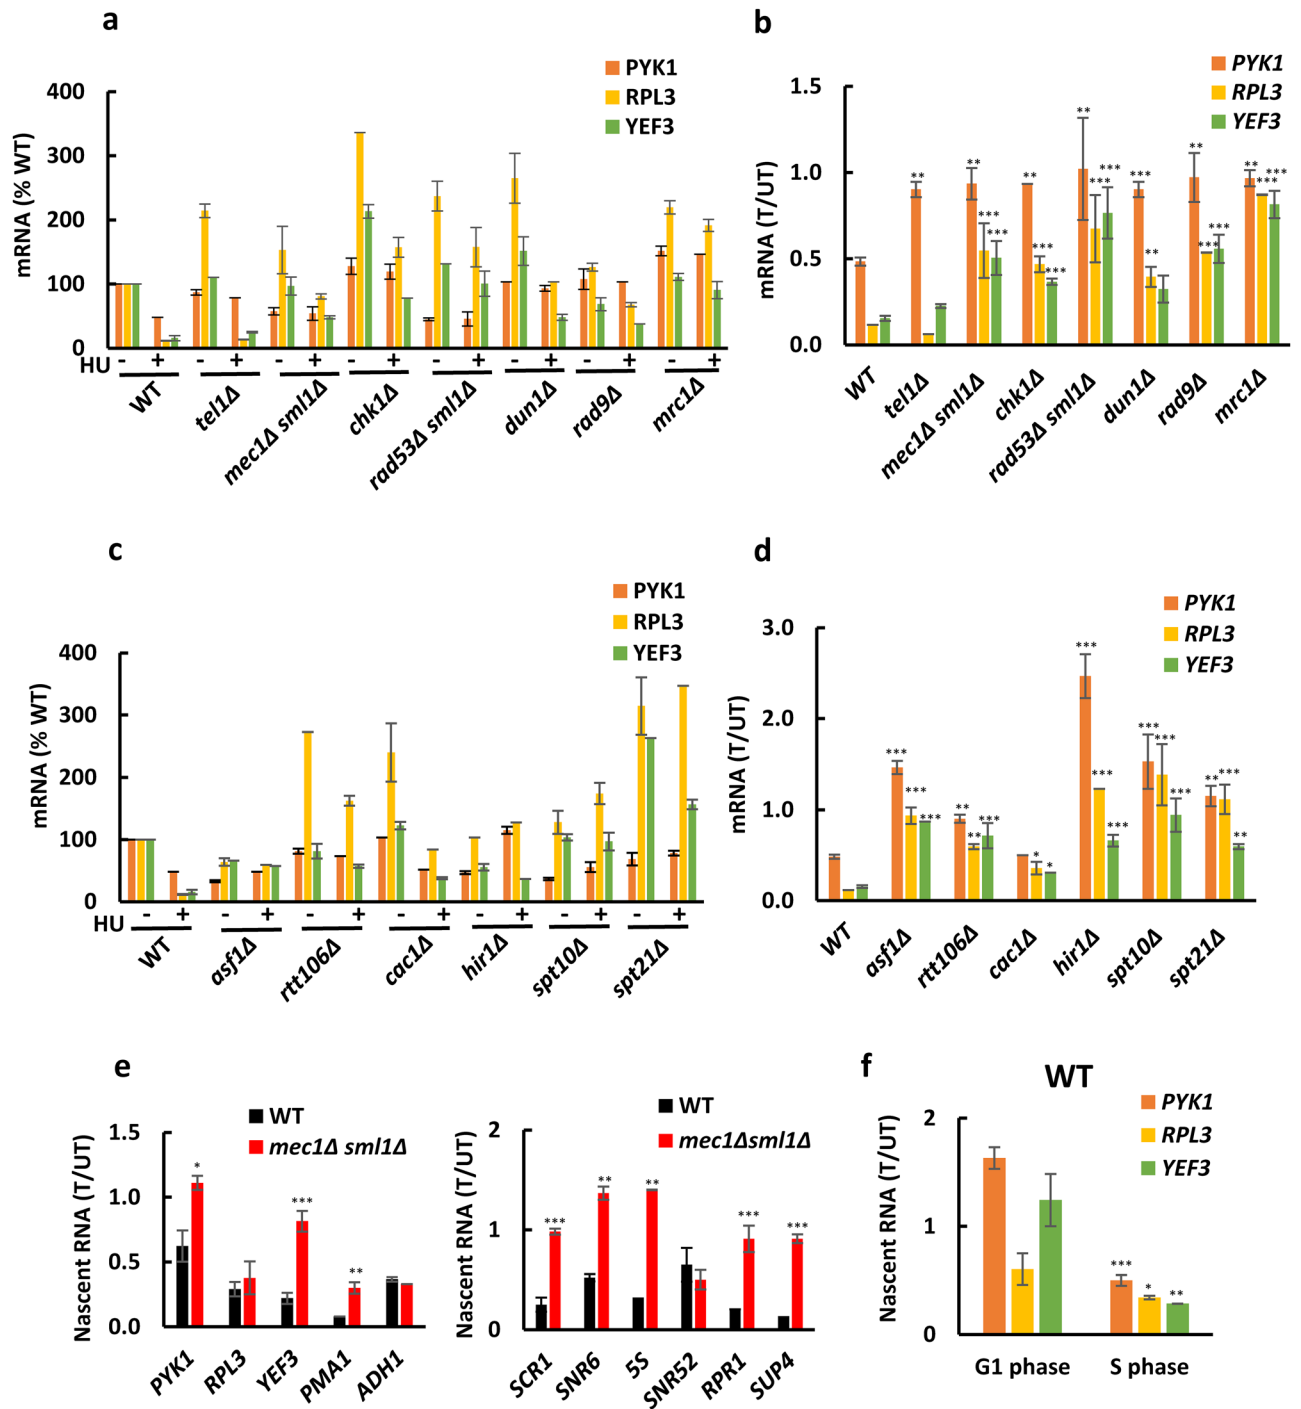 a
mRNA (% WT)
400
300
200
100
0
PYK1
RPL3
YEF3
HU - + - + - + - + - + - + - + - +
WT
tel1Δ
mec1Δ sml1Δ
chk1Δ
rad53Δ sml1Δ
dun1Δ
rad9Δ
mrc1Δ
b
mRNA (T/UT)
1.5
1.0
0.5
0.0
PYK1
RPL3
YEF3
**
**
***
***
**
***
***
**
***
***
***
**
**
***
***
**
***
***
WT
tel1Δ
mec1Δ sml1Δ
chk1Δ
rad53Δ sml1Δ
dun1Δ
rad9Δ
mrc1Δ
c
mRNA (% WT)
400
300
200
100
0
PYK1
RPL3
YEF3
HU - + - + - + - + - + - + - +
WT
asf1Δ
rtt106Δ
cac1Δ
hir1Δ
spt10Δ
spt21Δ
d
mRNA (T/UT)
3.0
2.0
1.0
0.0
PYK1
RPL3
YEF3
***
***
***
**
**
***
*
*
***
***
***
***
***
***
**
***
**
WT
asf1Δ
rtt106Δ
cac1Δ
hir1Δ
spt10Δ
spt21Δ
e
Nascent RNA (T/UT)
1.5
1.0
0.5
0.0
WT
mec1Δ sml1Δ
*
***
**
PYK1
RPL3
YEF3
PMA1
ADH1
Nascent RNA (T/UT)
2
1
0
WT
mec1Δsml1Δ
***
**
**
***
***
SCR1
SNR6
5S
SNR52
RPR1
SUP4
f
WT
Nascent RNA (T/UT)
2
1
0
PYK1
RPL3
YEF3
***
*
**
G1 phase
S phase